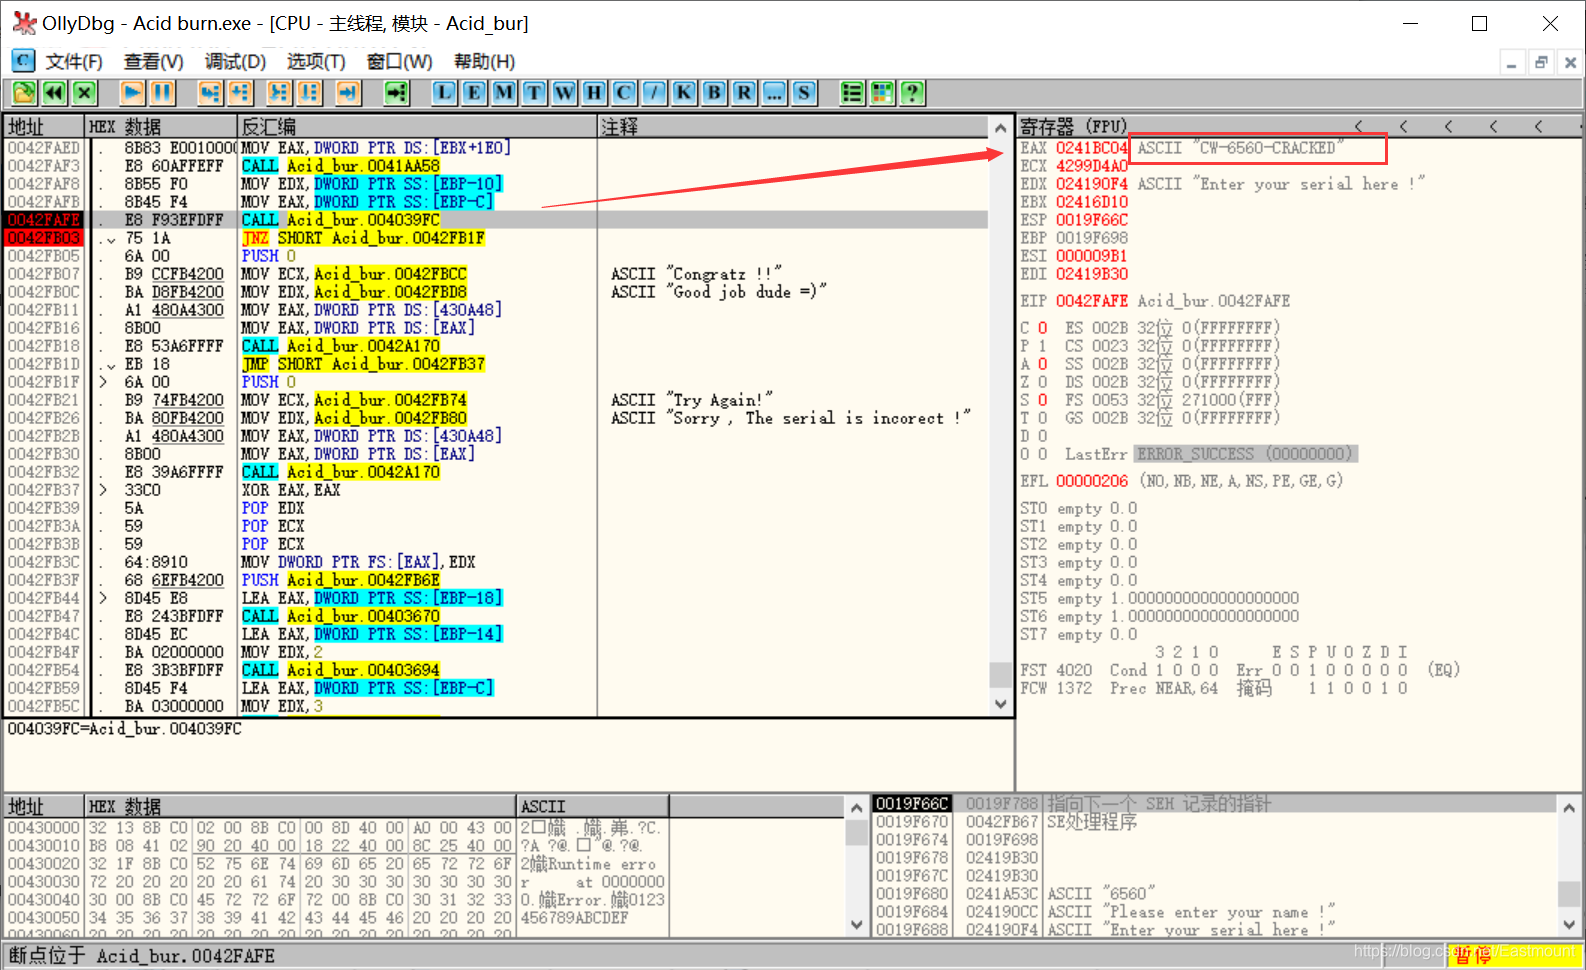 OllyDbg - Acid burn.exe - [CPU - 主线程, 模块 - Acid_bur]
C 文件(F) 查看(V) 调试(D) 选项(T) 窗口(W) 帮助(H)
L E M T W H C / K B R ... S ?
地址 HEX 数据 反汇编 注释
0042FAED . 8B83 E0010000 MOV EAX,DWORD PTR DS:[EBX+1E0]
0042FAF3 . E8 60AFFEFF CALL Acid_bur.0041AA58
0042FAF8 . 8B55 F0 MOV EDX,DWORD PTR SS:[EBP-10]
0042FAFB . 8B45 F4 MOV EAX,DWORD PTR SS:[EBP-C]
0042FAFE . E8 F93EFDFF CALL Acid_bur.004039FC
0042FB03 . 75 1A JNZ SHORT Acid_bur.0042FB1F
0042FB05 . 6A 00 PUSH 0
0042FB07 . B9 CCFB4200 MOV ECX,Acid_bur.0042FBCC ASCII "Congratz !!"
0042FB0C . BA D8FB4200 MOV EDX,Acid_bur.0042FBD8 ASCII "Good job dude =)"
0042FB11 . A1 480A4300 MOV EAX,DWORD PTR DS:[430A48]
0042FB16 . 8B00 MOV EAX,DWORD PTR DS:[EAX]
0042FB18 . E8 53A6FFFF CALL Acid_bur.0042A170
0042FB1D . EB 18 JMP SHORT Acid_bur.0042FB37
0042FB1F > 6A 00 PUSH 0
0042FB21 . B9 74FB4200 MOV ECX,Acid_bur.0042FB74 ASCII "Try Again!"
0042FB26 . BA 80FB4200 MOV EDX,Acid_bur.0042FB80 ASCII "Sorry , The serial is incorect !"
0042FB2B . A1 480A4300 MOV EAX,DWORD PTR DS:[430A48]
0042FB30 . 8B00 MOV EAX,DWORD PTR DS:[EAX]
0042FB32 . E8 39A6FFFF CALL Acid_bur.0042A170
0042FB37 > 33C0 XOR EAX,EAX
0042FB39 . 5A POP EDX
0042FB3A . 59 POP ECX
0042FB3B . 59 POP ECX
0042FB3C . 64:8910 MOV DWORD PTR FS:[EAX],EDX
0042FB3F . 68 6EFB4200 PUSH Acid_bur.0042FB6E
0042FB44 > 8D45 E8 LEA EAX,DWORD PTR SS:[EBP-18]
0042FB47 . E8 243BFDFF CALL Acid_bur.00403670
0042FB4C . 8D45 EC LEA EAX,DWORD PTR SS:[EBP-14]
0042FB4F . BA 02000000 MOV EDX,2
0042FB54 . E8 3B3BFDFF CALL Acid_bur.00403694
0042FB59 . 8D45 F4 LEA EAX,DWORD PTR SS:[EBP-C]
0042FB5C . BA 03000000 MOV EDX,3
004039FC=Acid_bur.004039FC
寄存器 (FPU) < < < < <
EAX 0241BC04 ASCII "CW-6560-CRACKED"
ECX 4299D4A0
EDX 024190F4 ASCII "Enter your serial here !"
EBX 02416D10
ESP 0019F66C
EBP 0019F698
ESI 000009B1
EDI 02419B30
EIP 0042FAFE Acid_bur.0042FAFE
C 0 ES 002B 32位 0(FFFFFFFF)
P 1 CS 0023 32位 0(FFFFFFFF)
A 0 SS 002B 32位 0(FFFFFFFF)
Z 0 DS 002B 32位 0(FFFFFFFF)
S 0 FS 0053 32位 271000(FFF)
T 0 GS 002B 32位 0(FFFFFFFF)
D 0
O 0 LastErr ERROR_SUCCESS (00000000)
EFL 00000206 (NO,NB,NE,A,NS,PE,GE,G)
ST0 empty 0.0
ST1 empty 0.0
ST2 empty 0.0
ST3 empty 0.0
ST4 empty 0.0
ST5 empty 1.0000000000000000000
ST6 empty 1.0000000000000000000
ST7 empty 0.0
3 2 1 0 E S P U O Z D I
FST 4020 Cond 1 0 0 0 Err 0 0 1 0 0 0 0 0 (EQ)
FCW 1372 Prec NEAR,64 掩码 1 1 0 0 1 0
地址 HEX 数据 ASCII
00430000 32 13 8B C0 02 00 8B C0 00 8D 40 00 A0 00 43 00
00430010 B8 08 41 02 90 20 40 00 18 22 40 00 8C 25 40 00
00430020 32 1F 8B C0 52 75 6E 74 69 6D 65 20 65 72 72 6F Runtime erro
00430030 72 20 20 20 20 20 61 74 20 30 30 30 30 30 30 30 r at 0000000
00430040 30 00 8B C0 45 72 72 6F 72 00 8B C0 30 31 32 33 0. Error. 0123
00430050 34 35 36 37 38 39 41 42 43 44 45 46 20 20 20 20 456789ABCDEF
00430060 20 20 20 20 20 20 20 20 20 20 20 20 20 20 20 20
0019F66C 0019F788 指向下一个 SEH 记录的指针
0019F670 0042FB67 SE处理程序
0019F674 0019F698
0019F678 02419B30
0019F67C 02419B30
0019F680 0241A53C ASCII "6560"
0019F684 024190CC ASCII "Please enter your name !"
0019F688 024190F4 ASCII "Enter your serial here !"
断点位于 Acid_bur.0042FAFE
https://blog.csdn.net/Eastmount
暂停